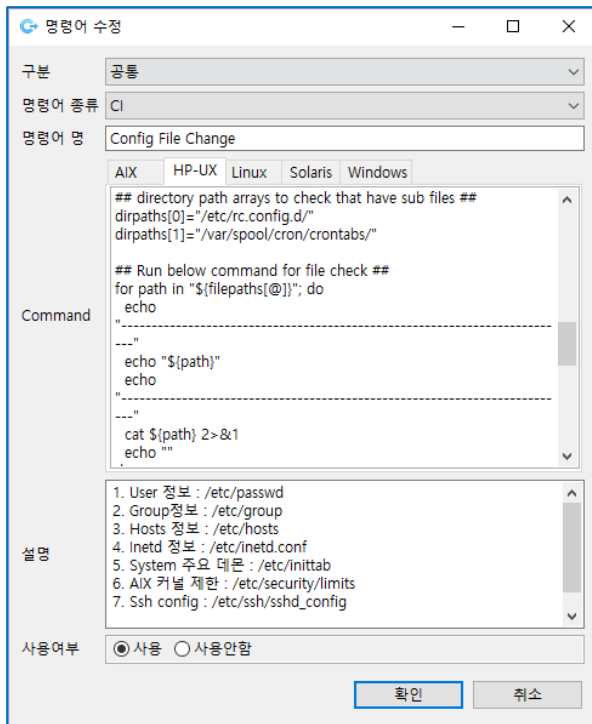 명령어 수정
구분 공통
명령어 종류 CI
명령어 명 Config File Change
AIX HP-UX Linux Solaris Windows
Command
## directory path arrays to check that have sub files ##
dirpaths[0]="/etc/rc.config.d/"
dirpaths[1]="/var/spool/cron/crontabs/"
## Run below command for file check ##
for path in "${filepaths[@]}"; do
echo
"------------------------------------------------------------------------
---"
echo "${path}"
echo
"------------------------------------------------------------------------
---"
cat ${path} 2>&1
echo ""
설명
1. User 정보 : /etc/passwd
2. Group정보 : /etc/group
3. Hosts 정보 : /etc/hosts
4. Inetd 정보 : /etc/inetd.conf
5. System 주요 데몬 : /etc/inittab
6. AIX 커널 제한 : /etc/security/limits
7. Ssh config : /etc/ssh/sshd_config
사용여부 사용 사용안함
확인 취소